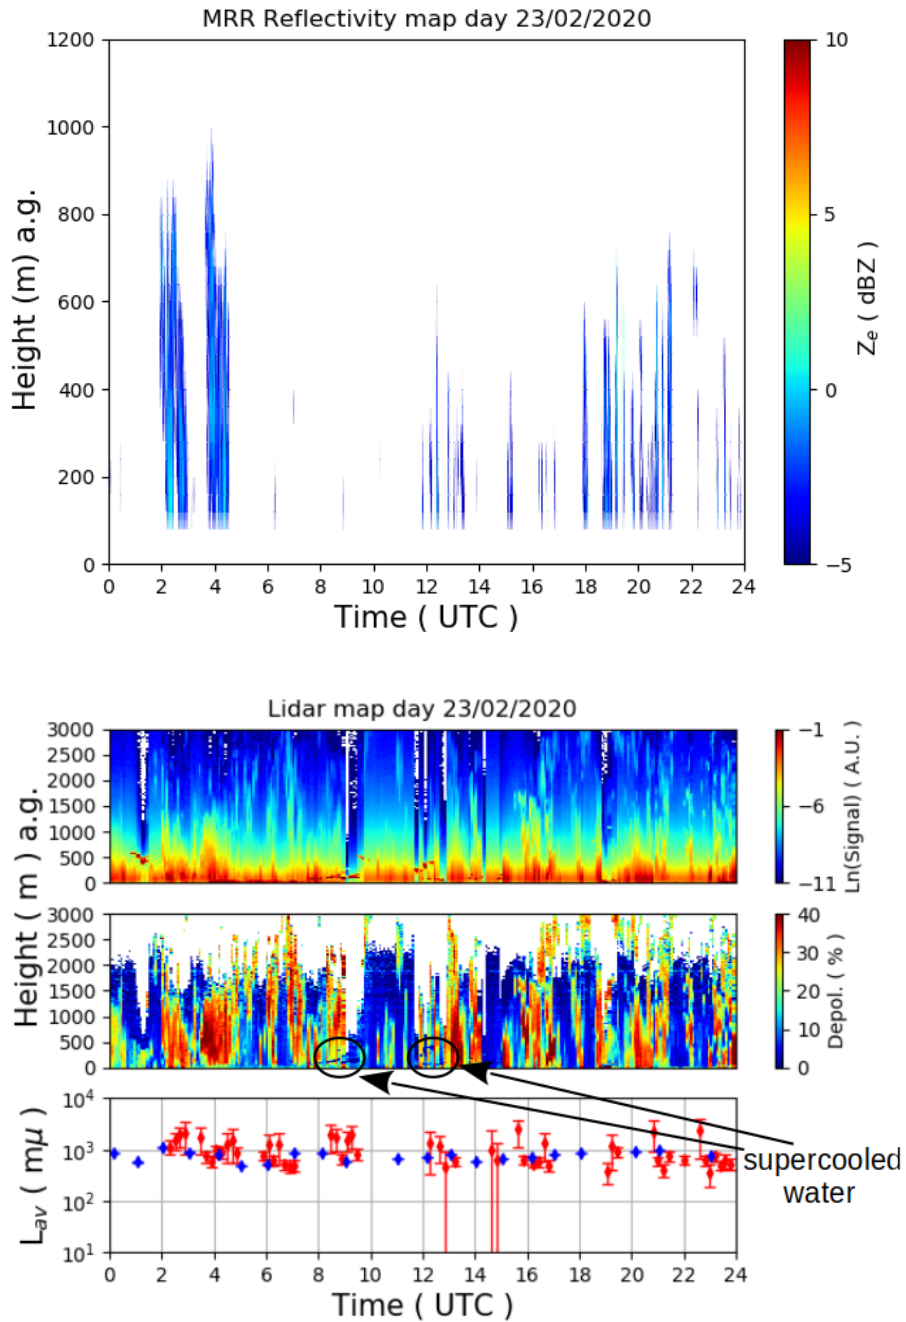 MRR Reflectivity map day 23/02/2020
1200
1000
800
600
400
200
0
Height (m) a.g.
0 2 4 6 8 10 12 14 16 18 20 22 24
Time ( UTC )
10
5
0
−5
Zₑ ( dBZ )
Lidar map day 23/02/2020
3000
2500
2000
1500
1000
500
0
−1
−6
−11
Ln(Signal) ( A.U. )
Height ( m ) a.g.
3000
2500
2000
1500
1000
500
0
40
30
20
10
0
Depol. ( % )
10⁴
10³
10²
10¹
L_av ( mμ )
supercooled
water
0 2 4 6 8 10 12 14 16 18 20 22 24
Time ( UTC )